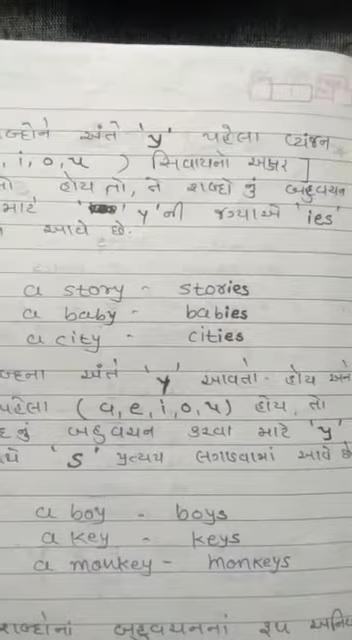 શબ્દોને અંતે 'y' પહેલા વ્યંજન
, i, o, u ) સિવાયનો અક્ષર ]
તો હોય તો, તે શબ્દો નું બહુવચન
માટે 'y' ની જગ્યાએ 'ies'
આવે છે.
a story - stories
a baby - babies
a city - cities
અંતે 'y' આવતો હોય અને
પહેલા (a, e, i, o, u) હોય, તો
નું બહુવચન કરવા માટે 'y'
'S' પ્રત્યય લગાડવામાં આવે છે
a boy - boys
a key - keys
a monkey - monkeys
શબ્દોનાં બહુવચનનાં રૂપ